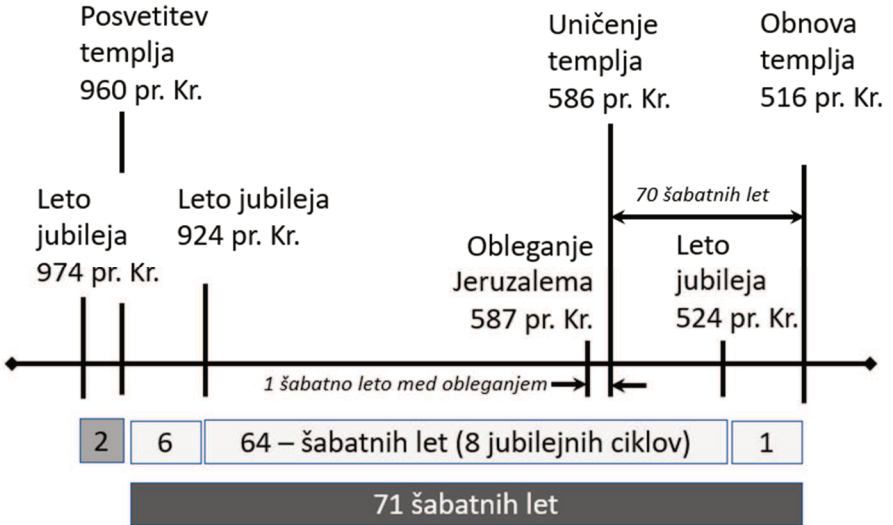 Posvetitev
templja
960 pr. Kr.
Uničenje
templja
586 pr. Kr.
Obnova
templja
516 pr. Kr.
Leto
jubileja
974 pr. Kr.
Leto jubileja
924 pr. Kr.
70 šabatnih let
Obleganje
Jeruzalema
587 pr. Kr.
Leto
jubileja
524 pr. Kr.
1 šabatno leto med obleganjem
2
6
64 – šabatnih let (8 jubilejnih ciklov)
1
71 šabatnih let